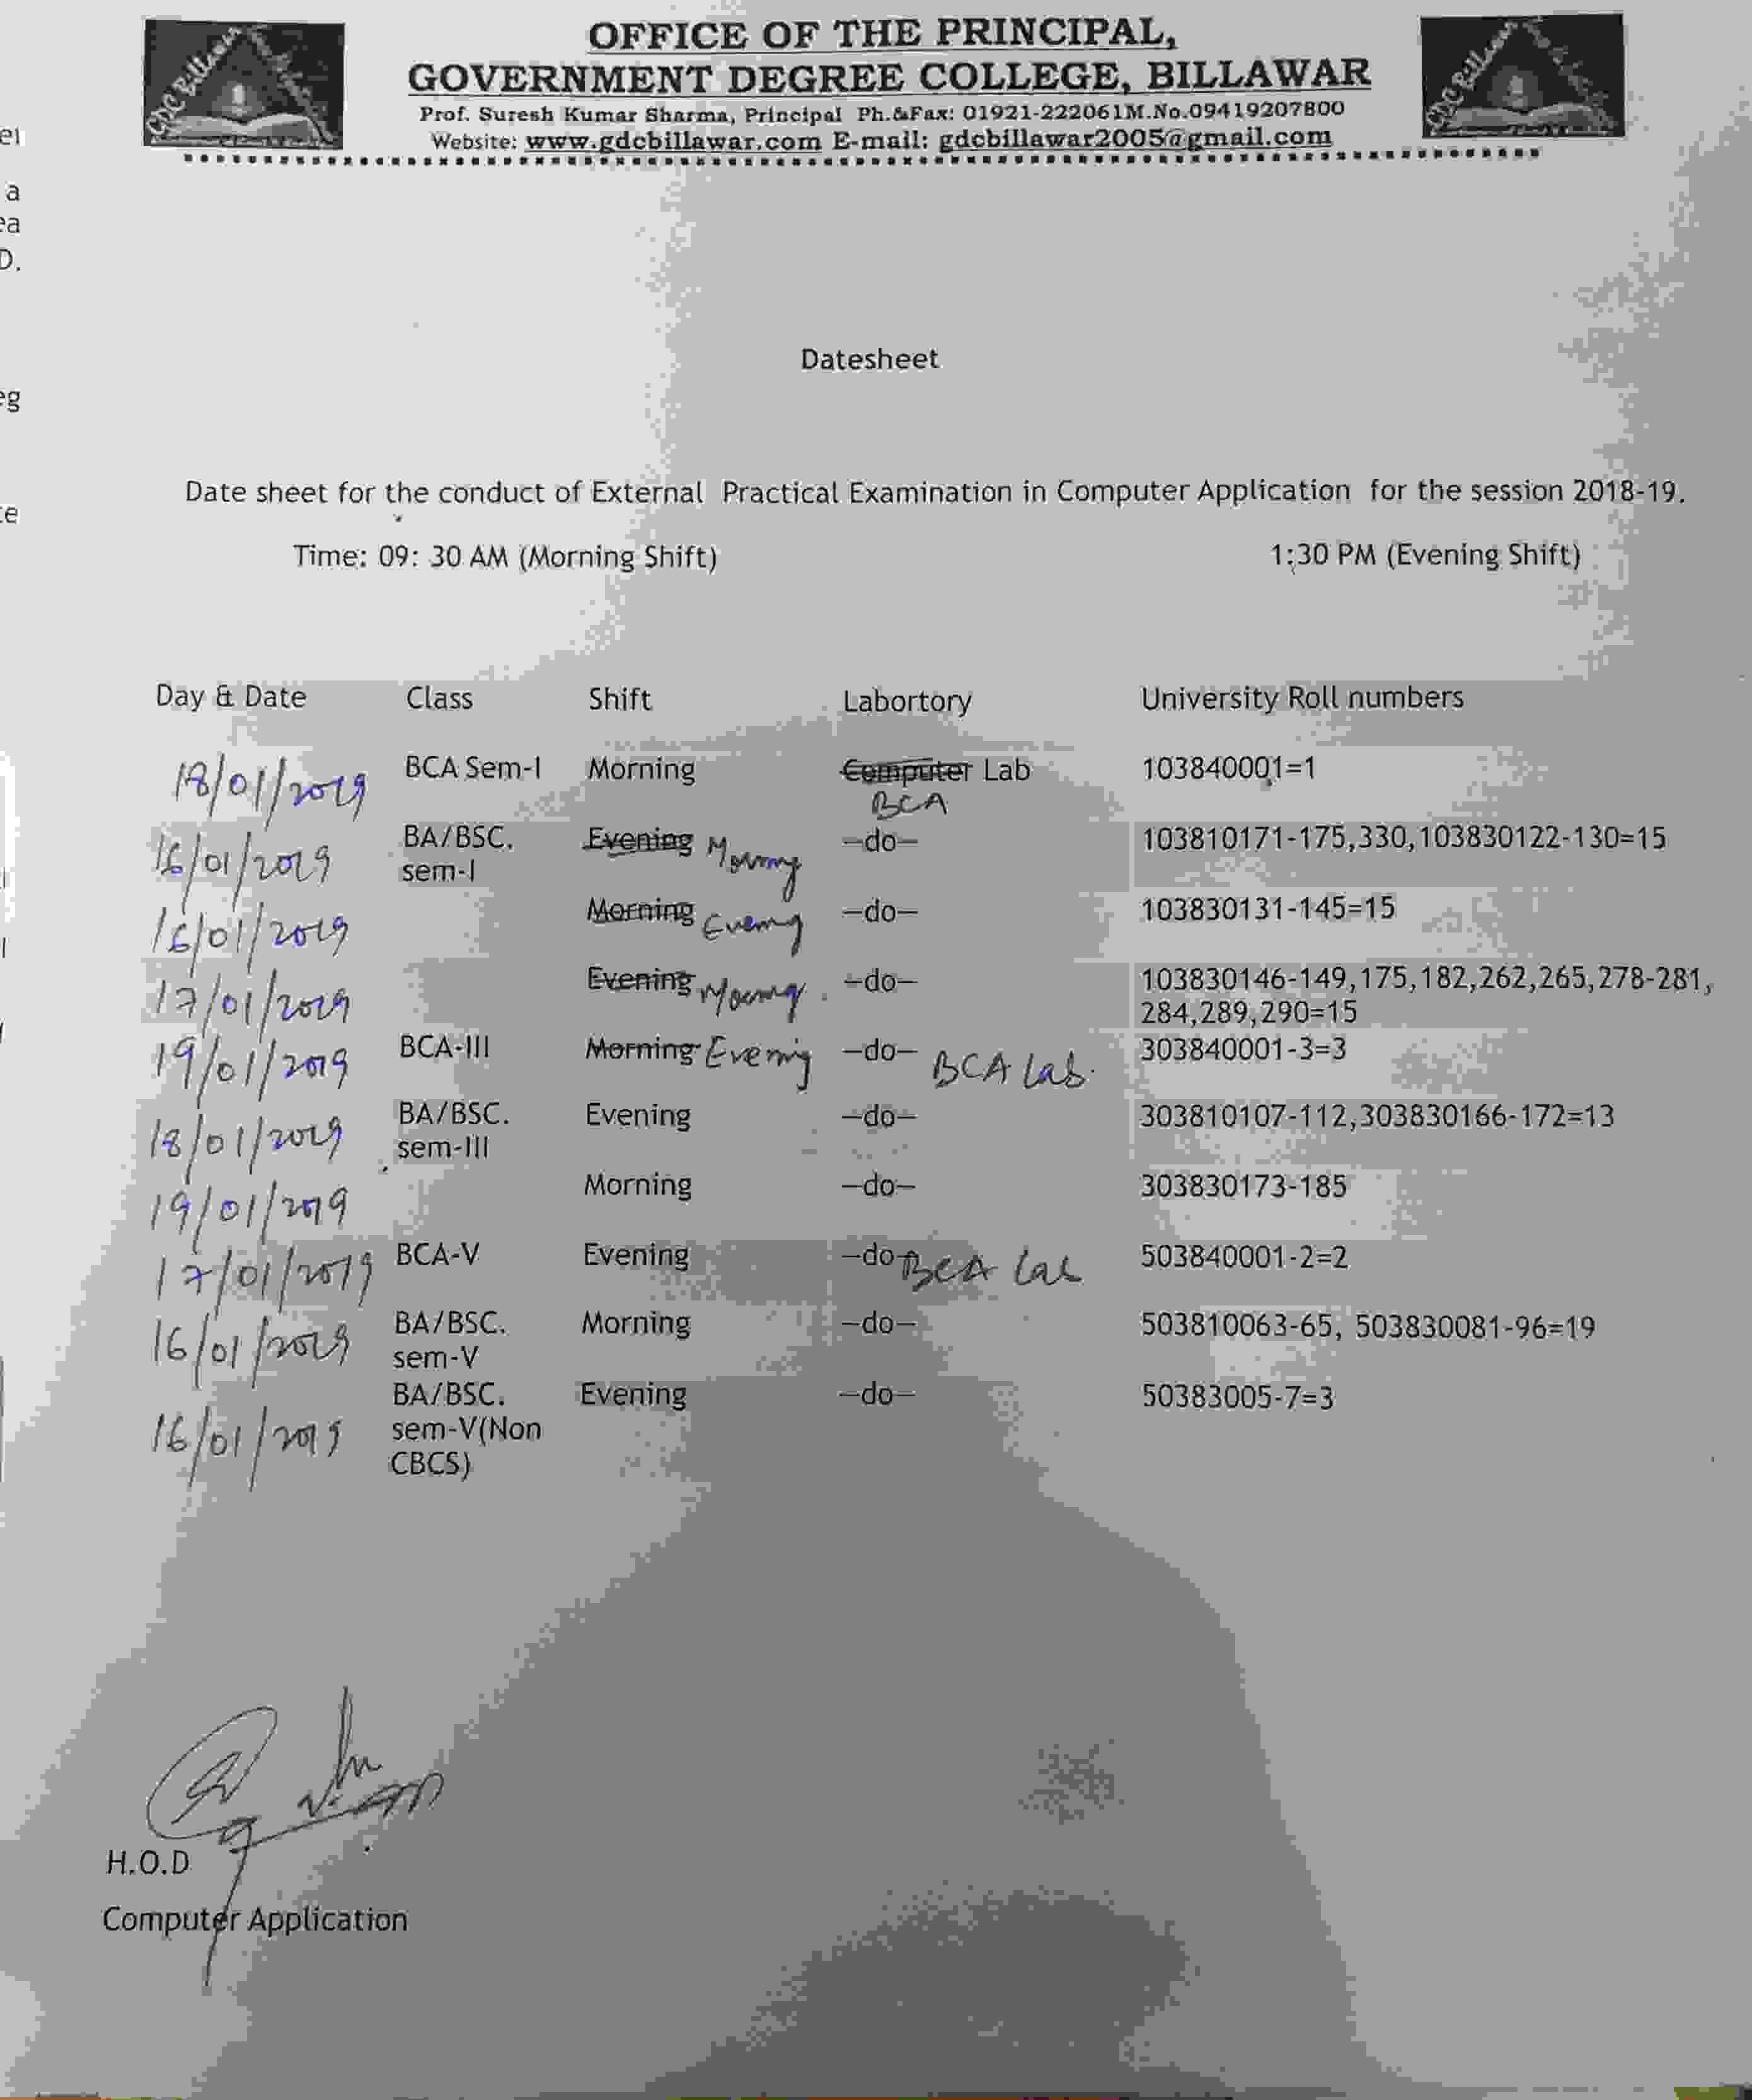 GDC Billawar
GDC Billawar
OFFICE OF THE PRINCIPAL,
GOVERNMENT DEGREE COLLEGE, BILLAWAR
Prof. Suresh Kumar Sharma, Principal Ph.&Fax: 01921-222061M.No.09419207800
Website: www.gdcbillawar.com E-mail: gdcbillawar2005@gmail.com
Datesheet
Date sheet for the conduct of External Practical Examination in Computer Application for the session 2018-19.
Time: 09: 30 AM (Morning Shift) 1:30 PM (Evening Shift)
Day & Date Class Shift Labortory University Roll numbers
18/01/2019 BCA Sem-I Morning Computer Lab 103840001=1
BCA
16/01/2019 BA/BSC. Evening Morning —do— 103810171-175,330,103830122-130=15
sem-I
16/01/2019 Morning Evening —do— 103830131-145=15
17/01/2019 Evening Morning —do— 103830146-149,175,182,262,265,278-281,
284,289,290=15
19/01/2019 BCA-III Morning Evening —do— BCA Lab. 303840001-3=3
18/01/2019 BA/BSC. Evening —do— 303810107-112,303830166-172=13
sem-III
19/01/2019 Morning —do— 303830173-185
17/01/2019 BCA-V Evening —do— BCA Lab 503840001-2=2
16/01/2019 BA/BSC. Morning —do— 503810063-65, 503830081-96=19
sem-V
16/01/2019 BA/BSC. Evening —do— 50383005-7=3
sem-V(Non
CBCS)
H.O.D
Computer Application